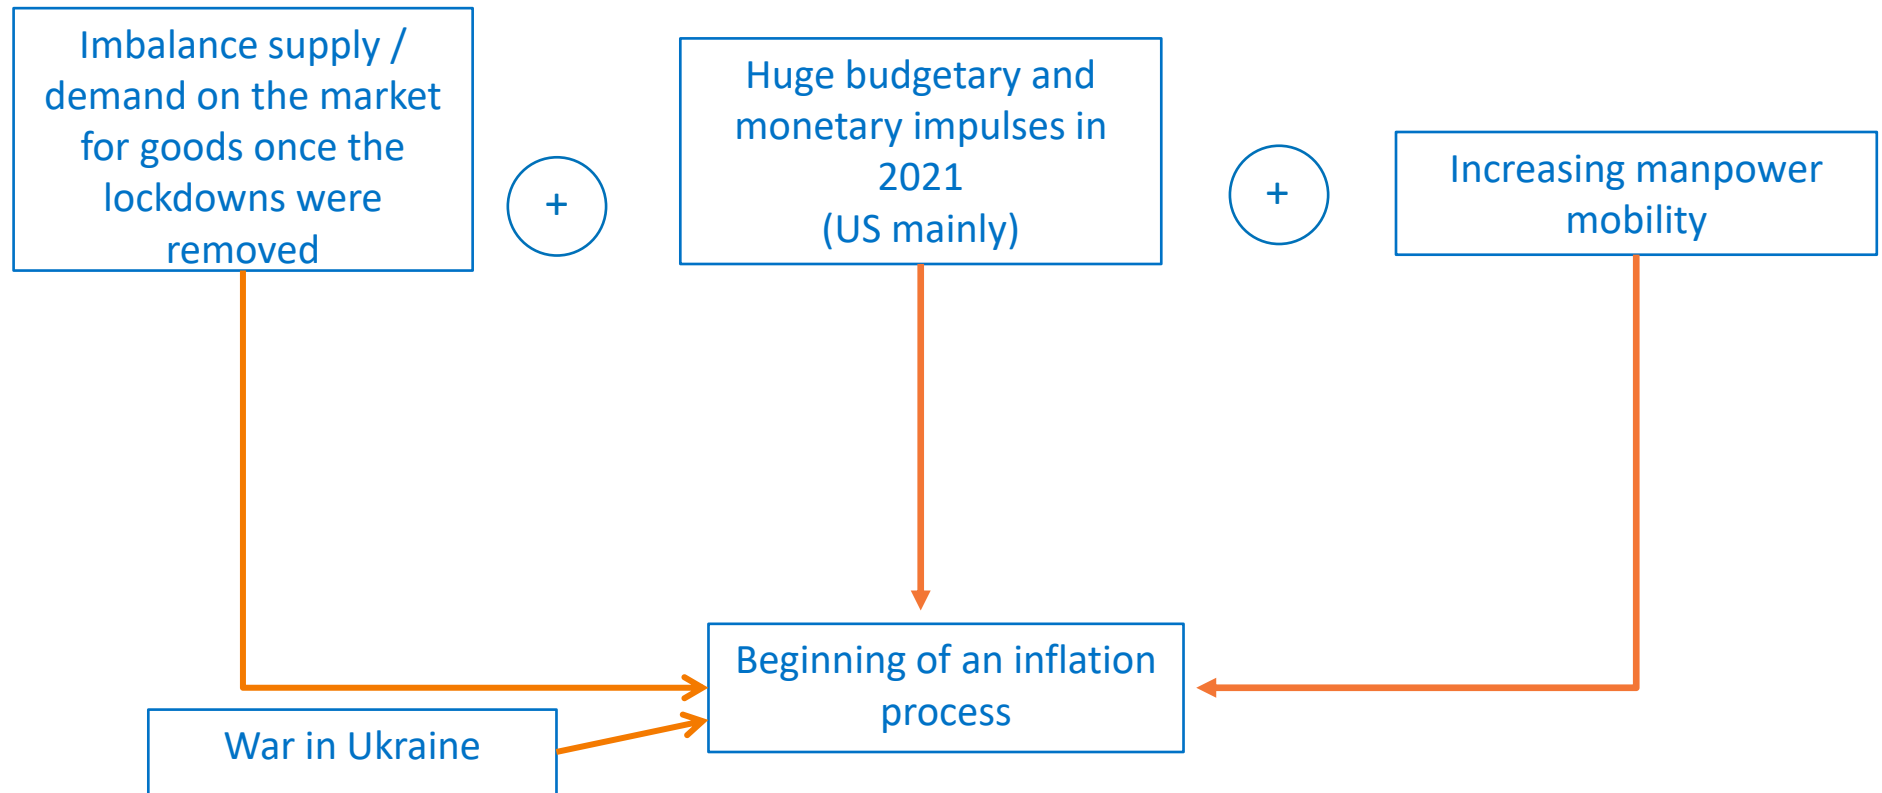 Imbalance supply /
demand on the market
for goods once the
lockdowns were
removed
+
Huge budgetary and
monetary impulses in
2021
(US mainly)
+
Increasing manpower
mobility
Beginning of an inflation
process
War in Ukraine